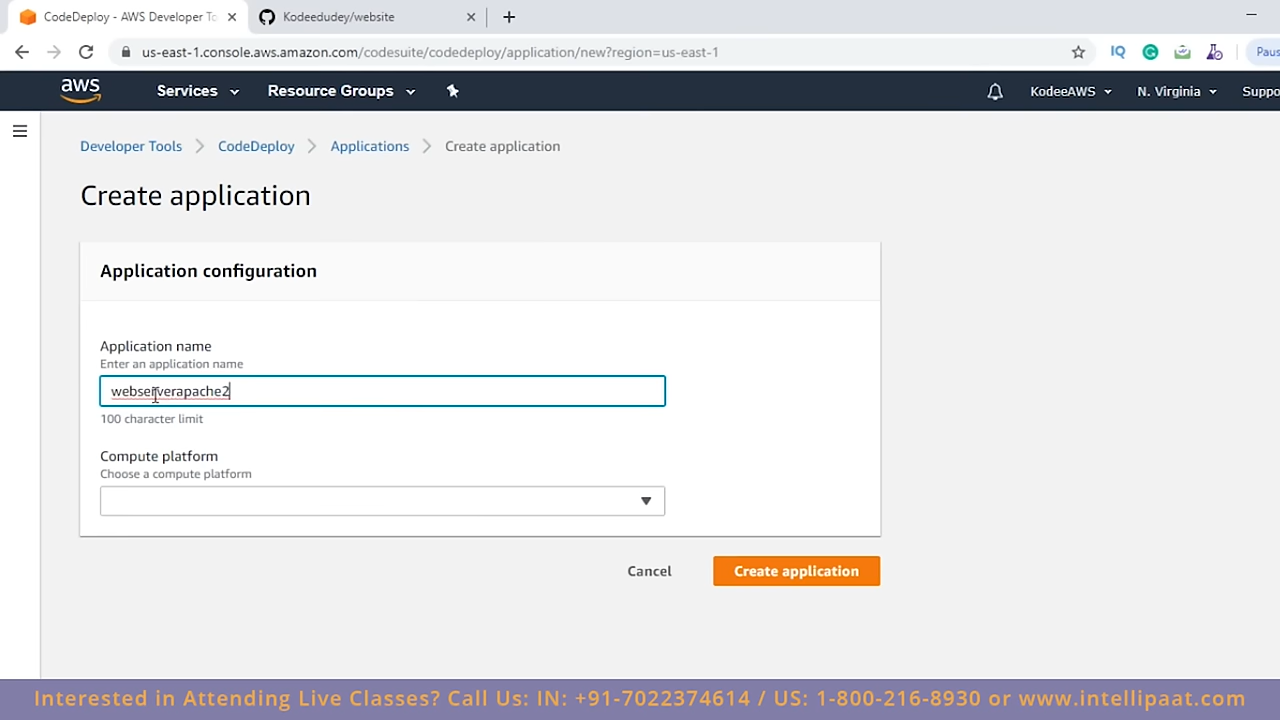 CodeDeploy - AWS Developer To
Kodeedudey/website
us-east-1.console.aws.amazon.com/codesuite/codedeploy/application/new?region=us-east-1
IQ
Paus
aws
Services
Resource Groups
KodeeAWS
N. Virginia
Suppo
Developer Tools
CodeDeploy
Applications
Create application
Create application
Application configuration
Application name
Enter an application name
webserverapache2
100 character limit
Compute platform
Choose a compute platform
Cancel
Create application
Interested in Attending Live Classes? Call Us: IN: +91-7022374614 / US: 1-800-216-8930 or www.intellipaat.com